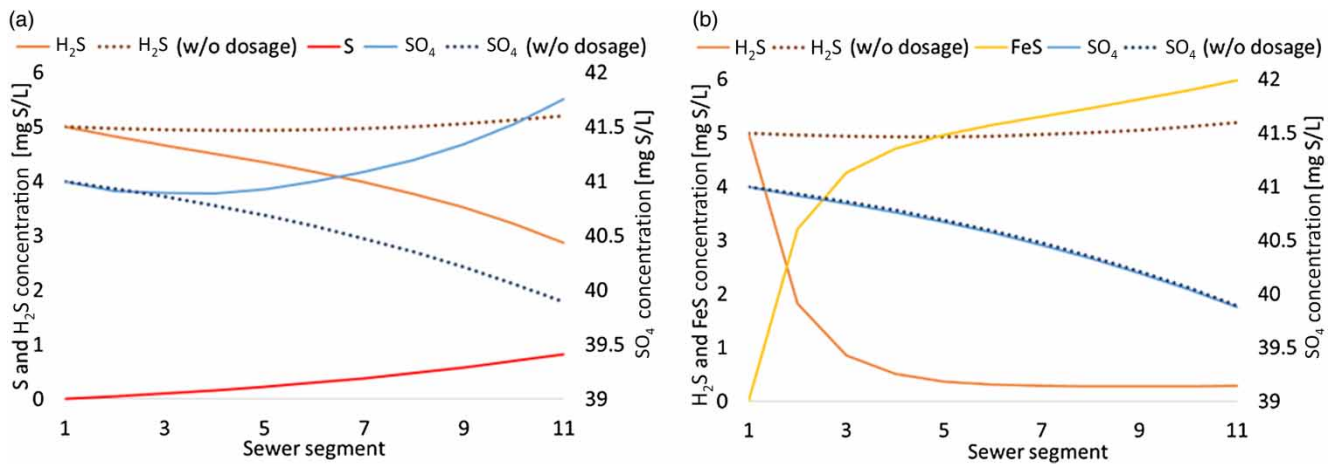 (a)
H₂S H₂S (w/o dosage) S SO₄ SO₄ (w/o dosage)
S and H₂S concentration [mg S/L]
6
5
4
3
2
1
0
42
41.5
41
40.5
40
39.5
39
SO₄ concentration [mg S/L]
1 3 5 7 9 11
Sewer segment
(b)
H₂S H₂S (w/o dosage) FeS SO₄ SO₄ (w/o dosage)
H₂S and FeS concentration [mg S/L]
6
5
4
3
2
1
0
42
41.5
41
40.5
40
39.5
39
SO₄ concentration [mg S/L]
1 3 5 7 9 11
Sewer segment